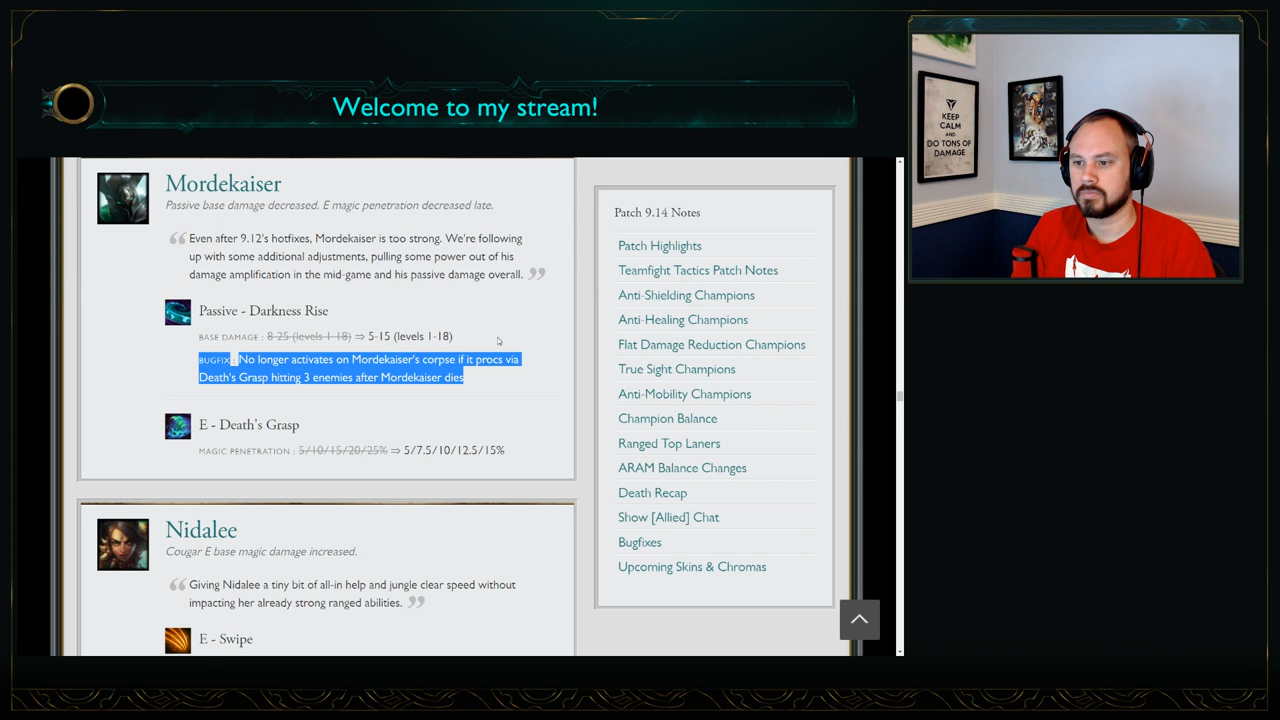 Welcome to my stream!
KEEP
CALM
AND
DO TONS OF
DAMAGE
Mordekaiser
Passive base damage decreased. E magic penetration decreased late.
“ Even after 9.12's hotfixes, Mordekaiser is too strong. We're following
up with some additional adjustments, pulling some power out of his
damage amplification in the mid-game and his passive damage overall. ”
Passive - Darkness Rise
BASE DAMAGE : 8-25 (levels 1-18) ⇒ 5-15 (levels 1-18)
BUGFIX : No longer activates on Mordekaiser's corpse if it procs via
Death's Grasp hitting 3 enemies after Mordekaiser dies
E - Death's Grasp
MAGIC PENETRATION : 5/10/15/20/25% ⇒ 5/7.5/10/12.5/15%
Nidalee
Cougar E base magic damage increased.
“ Giving Nidalee a tiny bit of all-in help and jungle clear speed without
impacting her already strong ranged abilities. ”
E - Swipe
Patch 9.14 Notes
Patch Highlights
Teamfight Tactics Patch Notes
Anti-Shielding Champions
Anti-Healing Champions
Flat Damage Reduction Champions
True Sight Champions
Anti-Mobility Champions
Champion Balance
Ranged Top Laners
ARAM Balance Changes
Death Recap
Show [Allied] Chat
Bugfixes
Upcoming Skins & Chromas